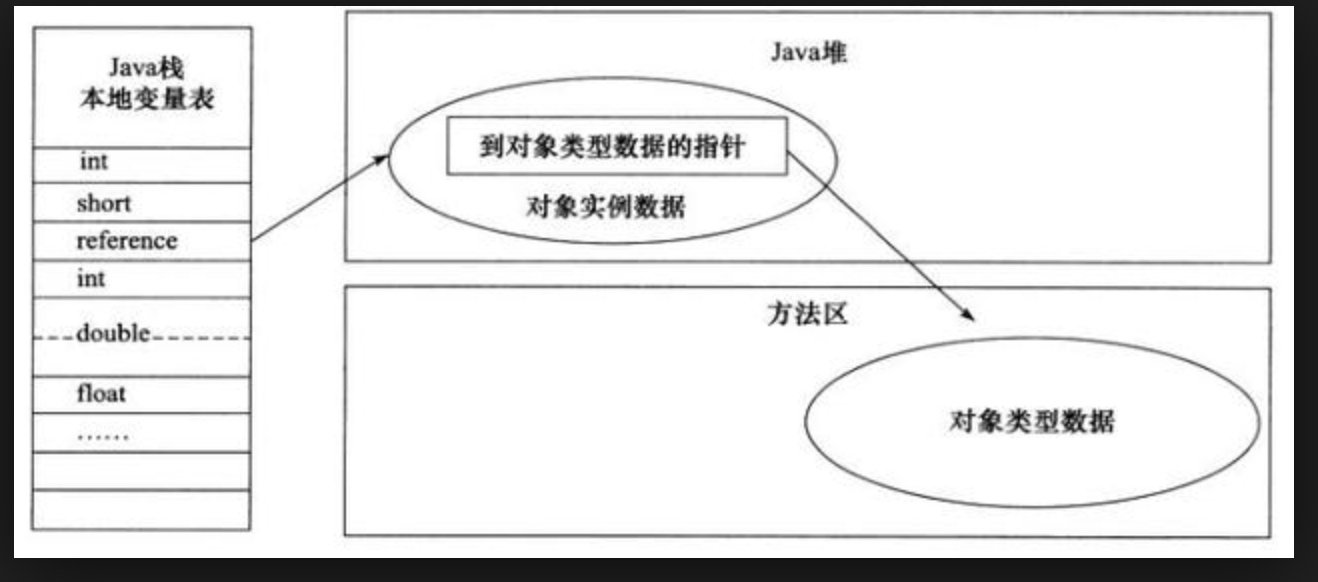 Java栈
本地变量表
int
short
reference
int
double
float
……
Java堆
到对象类型数据的指针
对象实例数据
方法区
对象类型数据